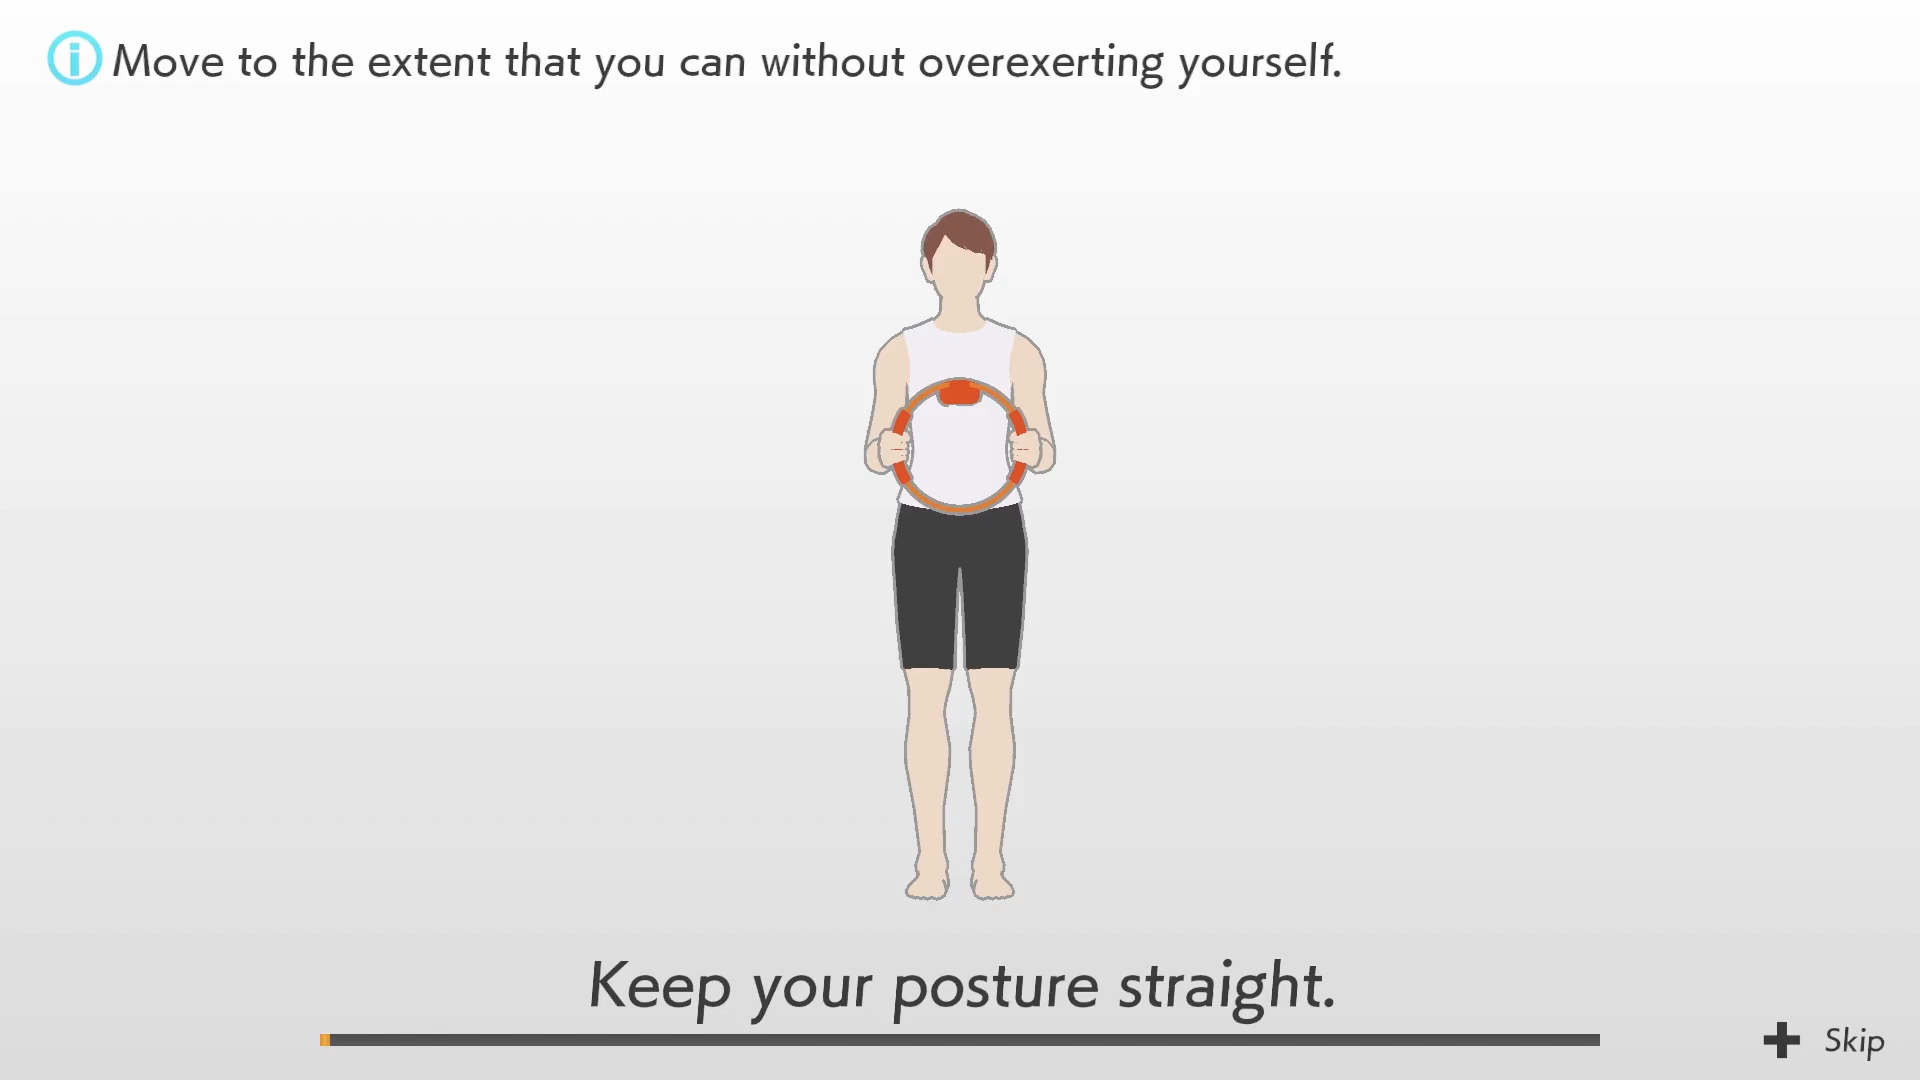 Move to the extent that you can without overexerting yourself.
Keep your posture straight.
Skip